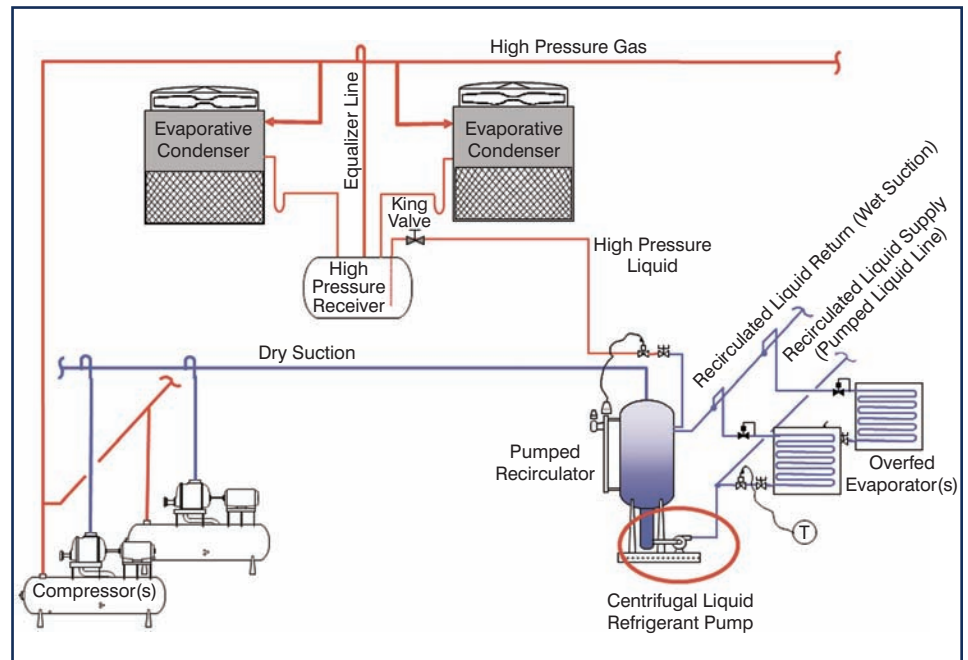 High Pressure Gas
Equalizer Line
Evaporative
Condenser
Evaporative
Condenser
King
Valve
High
Pressure
Receiver
High Pressure
Liquid
Recirculated Liquid Return (Wet Suction)
Recirculated Liquid Supply
(Pumped Liquid Line)
Dry Suction
Pumped
Recirculator
Overfed
Evaporator(s)
T
Compressor(s)
Centrifugal Liquid
Refrigerant Pump